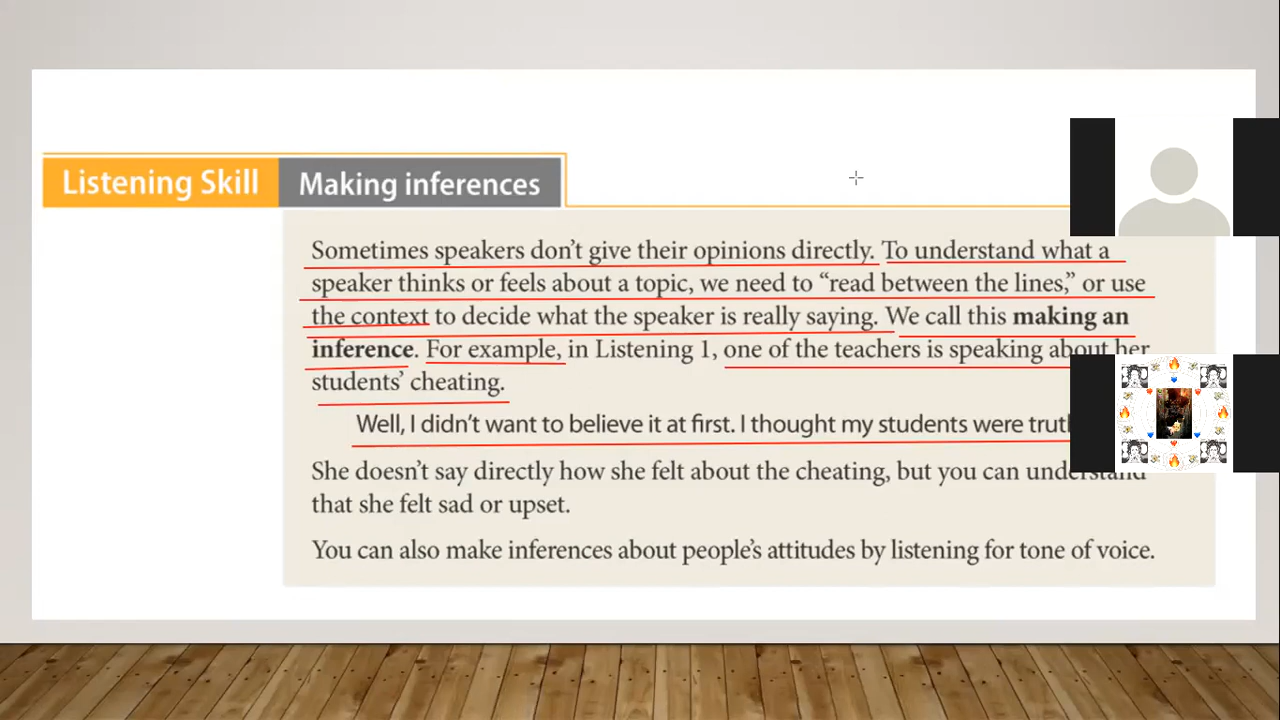 Listening Skill Making inferences
Sometimes speakers don't give their opinions directly. To understand what a
speaker thinks or feels about a topic, we need to “read between the lines,” or use
the context to decide what the speaker is really saying. We call this making an
inference. For example, in Listening 1, one of the teachers is speaking about her
students' cheating.
Well, I didn't want to believe it at first. I thought my students were
She doesn't say directly how she felt about the cheating, but you can understand
that she felt sad or upset.
You can also make inferences about people's attitudes by listening for tone of voice.